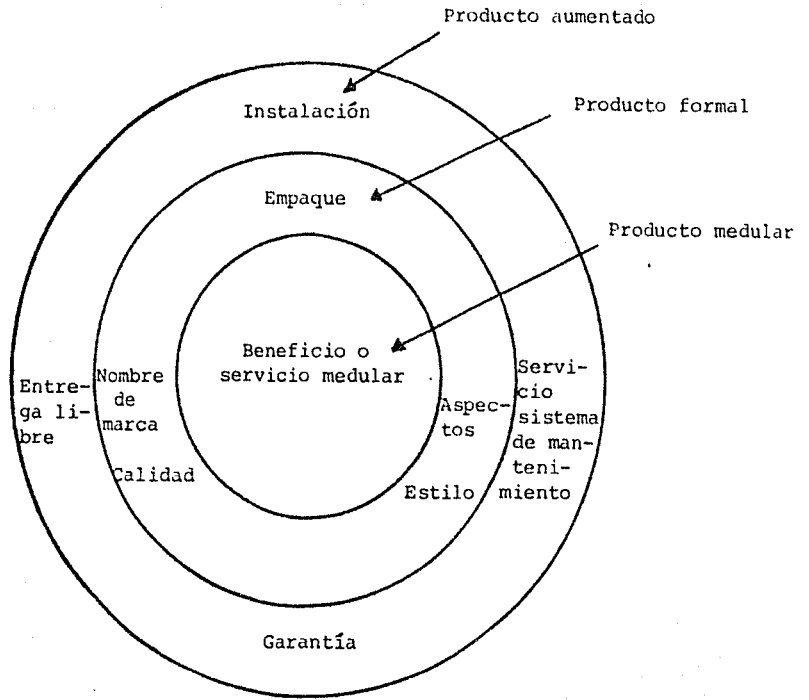 Producto aumentado
Instalación
Producto formal
Empaque
Producto medular
Beneficio o
servicio medular
Entre-
ga li-
bre
Nombre
de
marca
Calidad
Aspec-
tos
Estilo
Servi-
cio
sistema
de man-
teni-
miento
Garantía